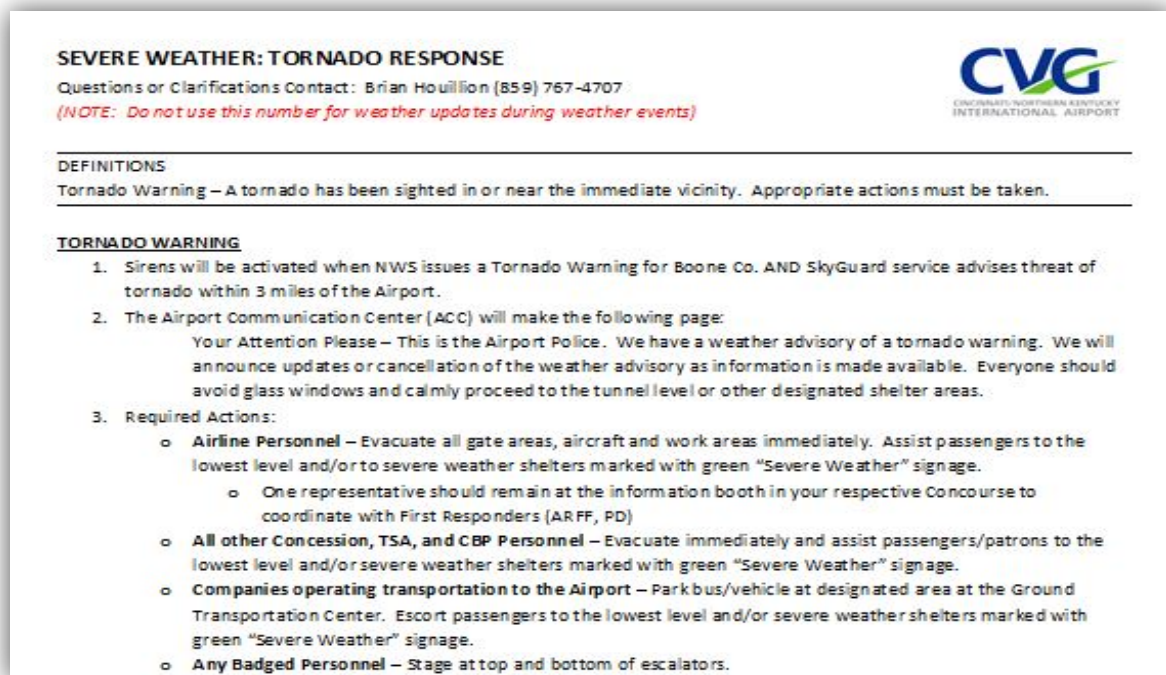 SEVERE WEATHER: TORNADO RESPONSE
Questions or Clarifications Contact: Brian Houillion (859) 767-4707
(NOTE: Do not use this number for weather updates during weather events)
CVG
CINCINNATI/NORTHERN KENTUCKY
INTERNATIONAL AIRPORT
DEFINITIONS
Tornado Warning – A tornado has been sighted in or near the immediate vicinity. Appropriate actions must be taken.
TORNADO WARNING
1. Sirens will be activated when NWS issues a Tornado Warning for Boone Co. AND SkyGuard service advises threat of
tornado within 3 miles of the Airport.
2. The Airport Communication Center (ACC) will make the following page:
Your Attention Please – This is the Airport Police. We have a weather advisory of a tornado warning. We will
announce updates or cancellation of the weather advisory as information is made available. Everyone should
avoid glass windows and calmly proceed to the tunnel level or other designated shelter areas.
3. Required Actions:
o Airline Personnel – Evacuate all gate areas, aircraft and work areas immediately. Assist passengers to the
lowest level and/or to severe weather shelters marked with green “Severe Weather” signage.
o One representative should remain at the information booth in your respective Concourse to
coordinate with First Responders (ARFF, PD)
o All other Concession, TSA, and CBP Personnel – Evacuate immediately and assist passengers/patrons to the
lowest level and/or severe weather shelters marked with green “Severe Weather” signage.
o Companies operating transportation to the Airport – Park bus/vehicle at designated area at the Ground
Transportation Center. Escort passengers to the lowest level and/or severe weather shelters marked with
green “Severe Weather” signage.
o Any Badged Personnel – Stage at top and bottom of escalators.